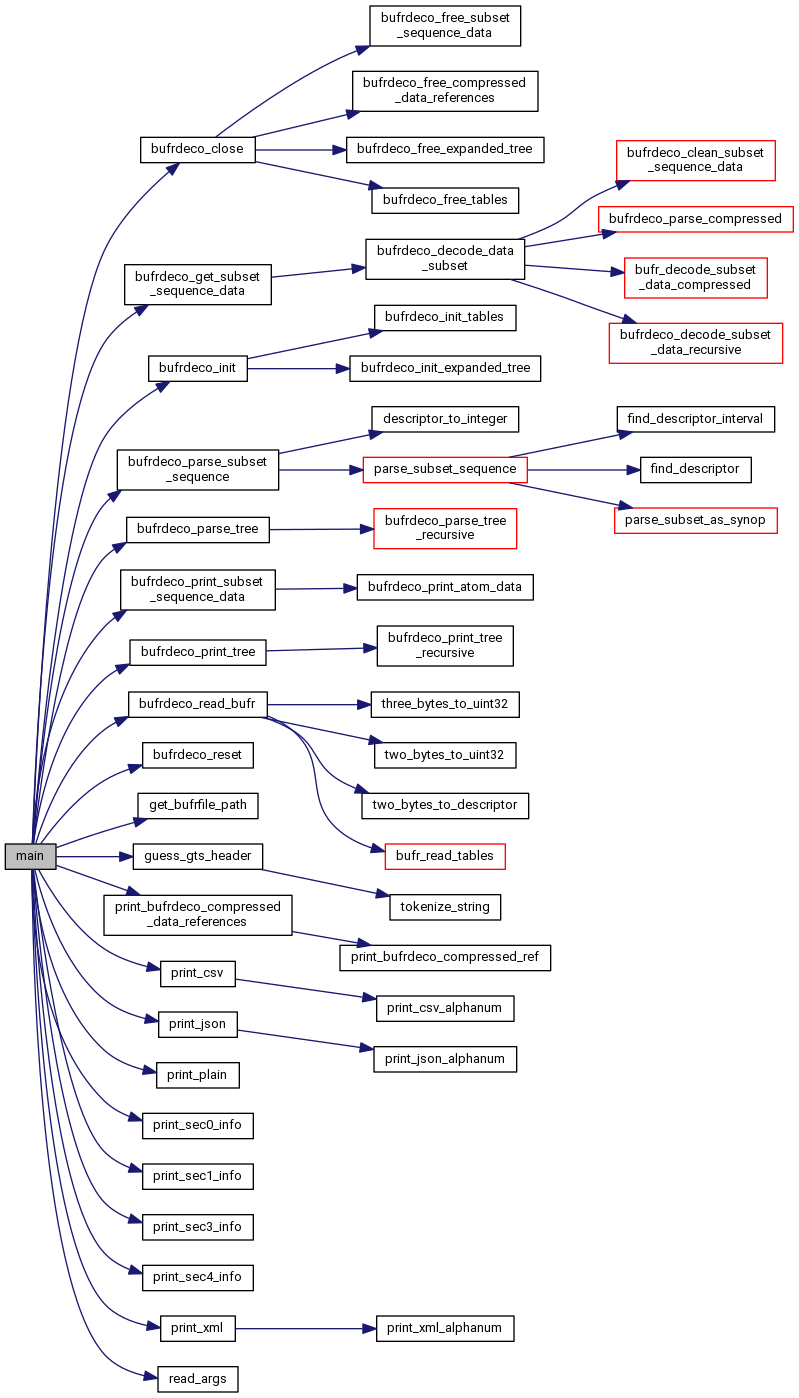 bufrdeco_free_subset
_sequence_data
bufrdeco_free_compressed
_data_references
bufrdeco_close
bufrdeco_free_expanded_tree
bufrdeco_clean_subset
_sequence_data
bufrdeco_free_tables
bufrdeco_parse_compressed
bufrdeco_decode_data
_subset
bufrdeco_get_subset
_sequence_data
bufr_decode_subset
_data_compressed
bufrdeco_init_tables
bufrdeco_decode_subset
_data_recursive
bufrdeco_init
bufrdeco_init_expanded_tree
descriptor_to_integer
find_descriptor_interval
bufrdeco_parse_subset
_sequence
parse_subset_sequence
find_descriptor
parse_subset_as_synop
bufrdeco_parse_tree
bufrdeco_parse_tree
_recursive
bufrdeco_print_subset
_sequence_data
bufrdeco_print_atom_data
bufrdeco_print_tree
bufrdeco_print_tree
_recursive
bufrdeco_read_bufr
three_bytes_to_uint32
bufrdeco_reset
two_bytes_to_uint32
get_bufrfile_path
two_bytes_to_descriptor
main
guess_gts_header
bufr_read_tables
print_bufrdeco_compressed
_data_references
tokenize_string
print_bufrdeco_compressed_ref
print_csv
print_csv_alphanum
print_json
print_json_alphanum
print_plain
print_sec0_info
print_sec1_info
print_sec3_info
print_sec4_info
print_xml
print_xml_alphanum
read_args